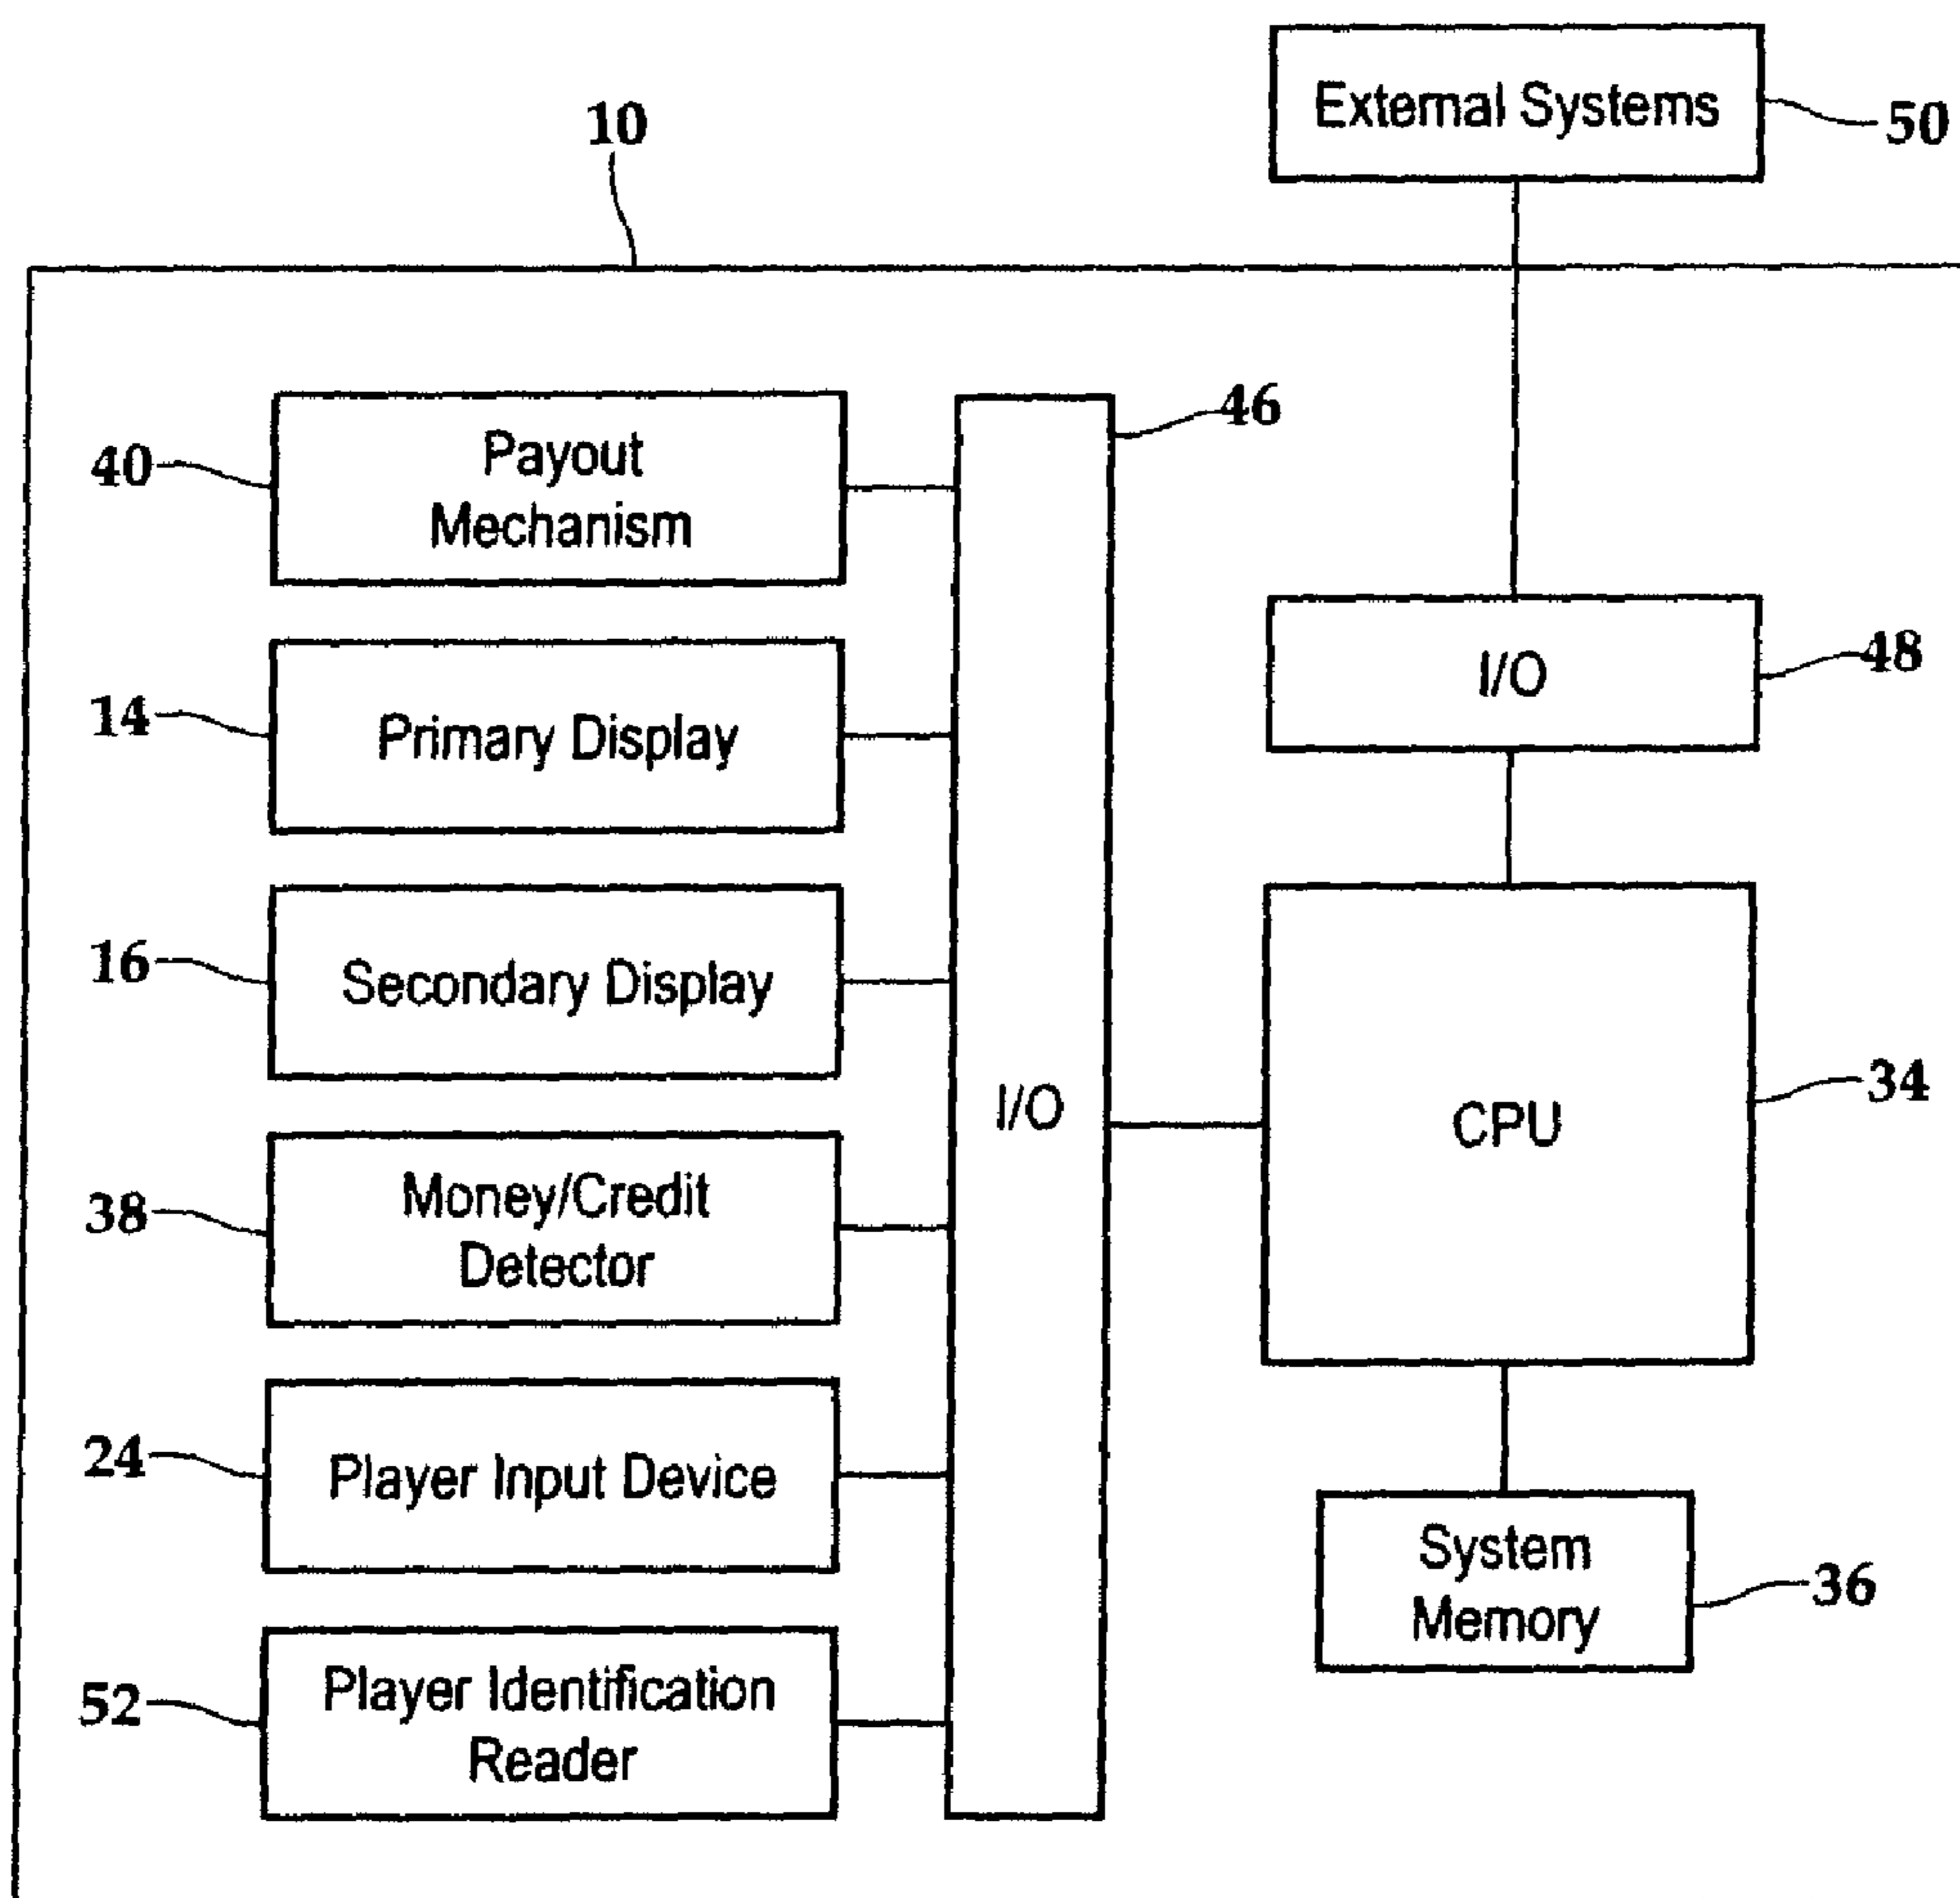 External Systems
50
10
46
40
Payout
Mechanism
48
I/O
14
Primary Display
16
Secondary Display
I/O
34
CPU
38
Money/Credit
Detector
24
Player Input Device
System
Memory
36
52
Player Identification
Reader